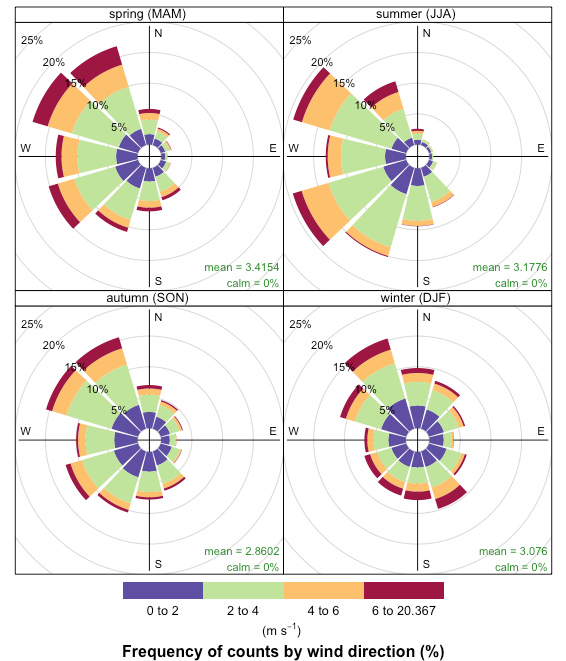 spring (MAM)
25%
20%
15%
10%
5%
N
W
E
S
mean = 3.4154
calm = 0%
summer (JJA)
25%
20%
15%
10%
5%
N
W
E
S
mean = 3.1776
calm = 0%
autumn (SON)
25%
20%
15%
10%
5%
N
W
E
S
mean = 2.8602
calm = 0%
winter (DJF)
25%
20%
15%
10%
5%
N
W
E
S
mean = 3.076
calm = 0%
0 to 2 2 to 4 4 to 6 6 to 20.367
(m s⁻¹)
Frequency of counts by wind direction (%)